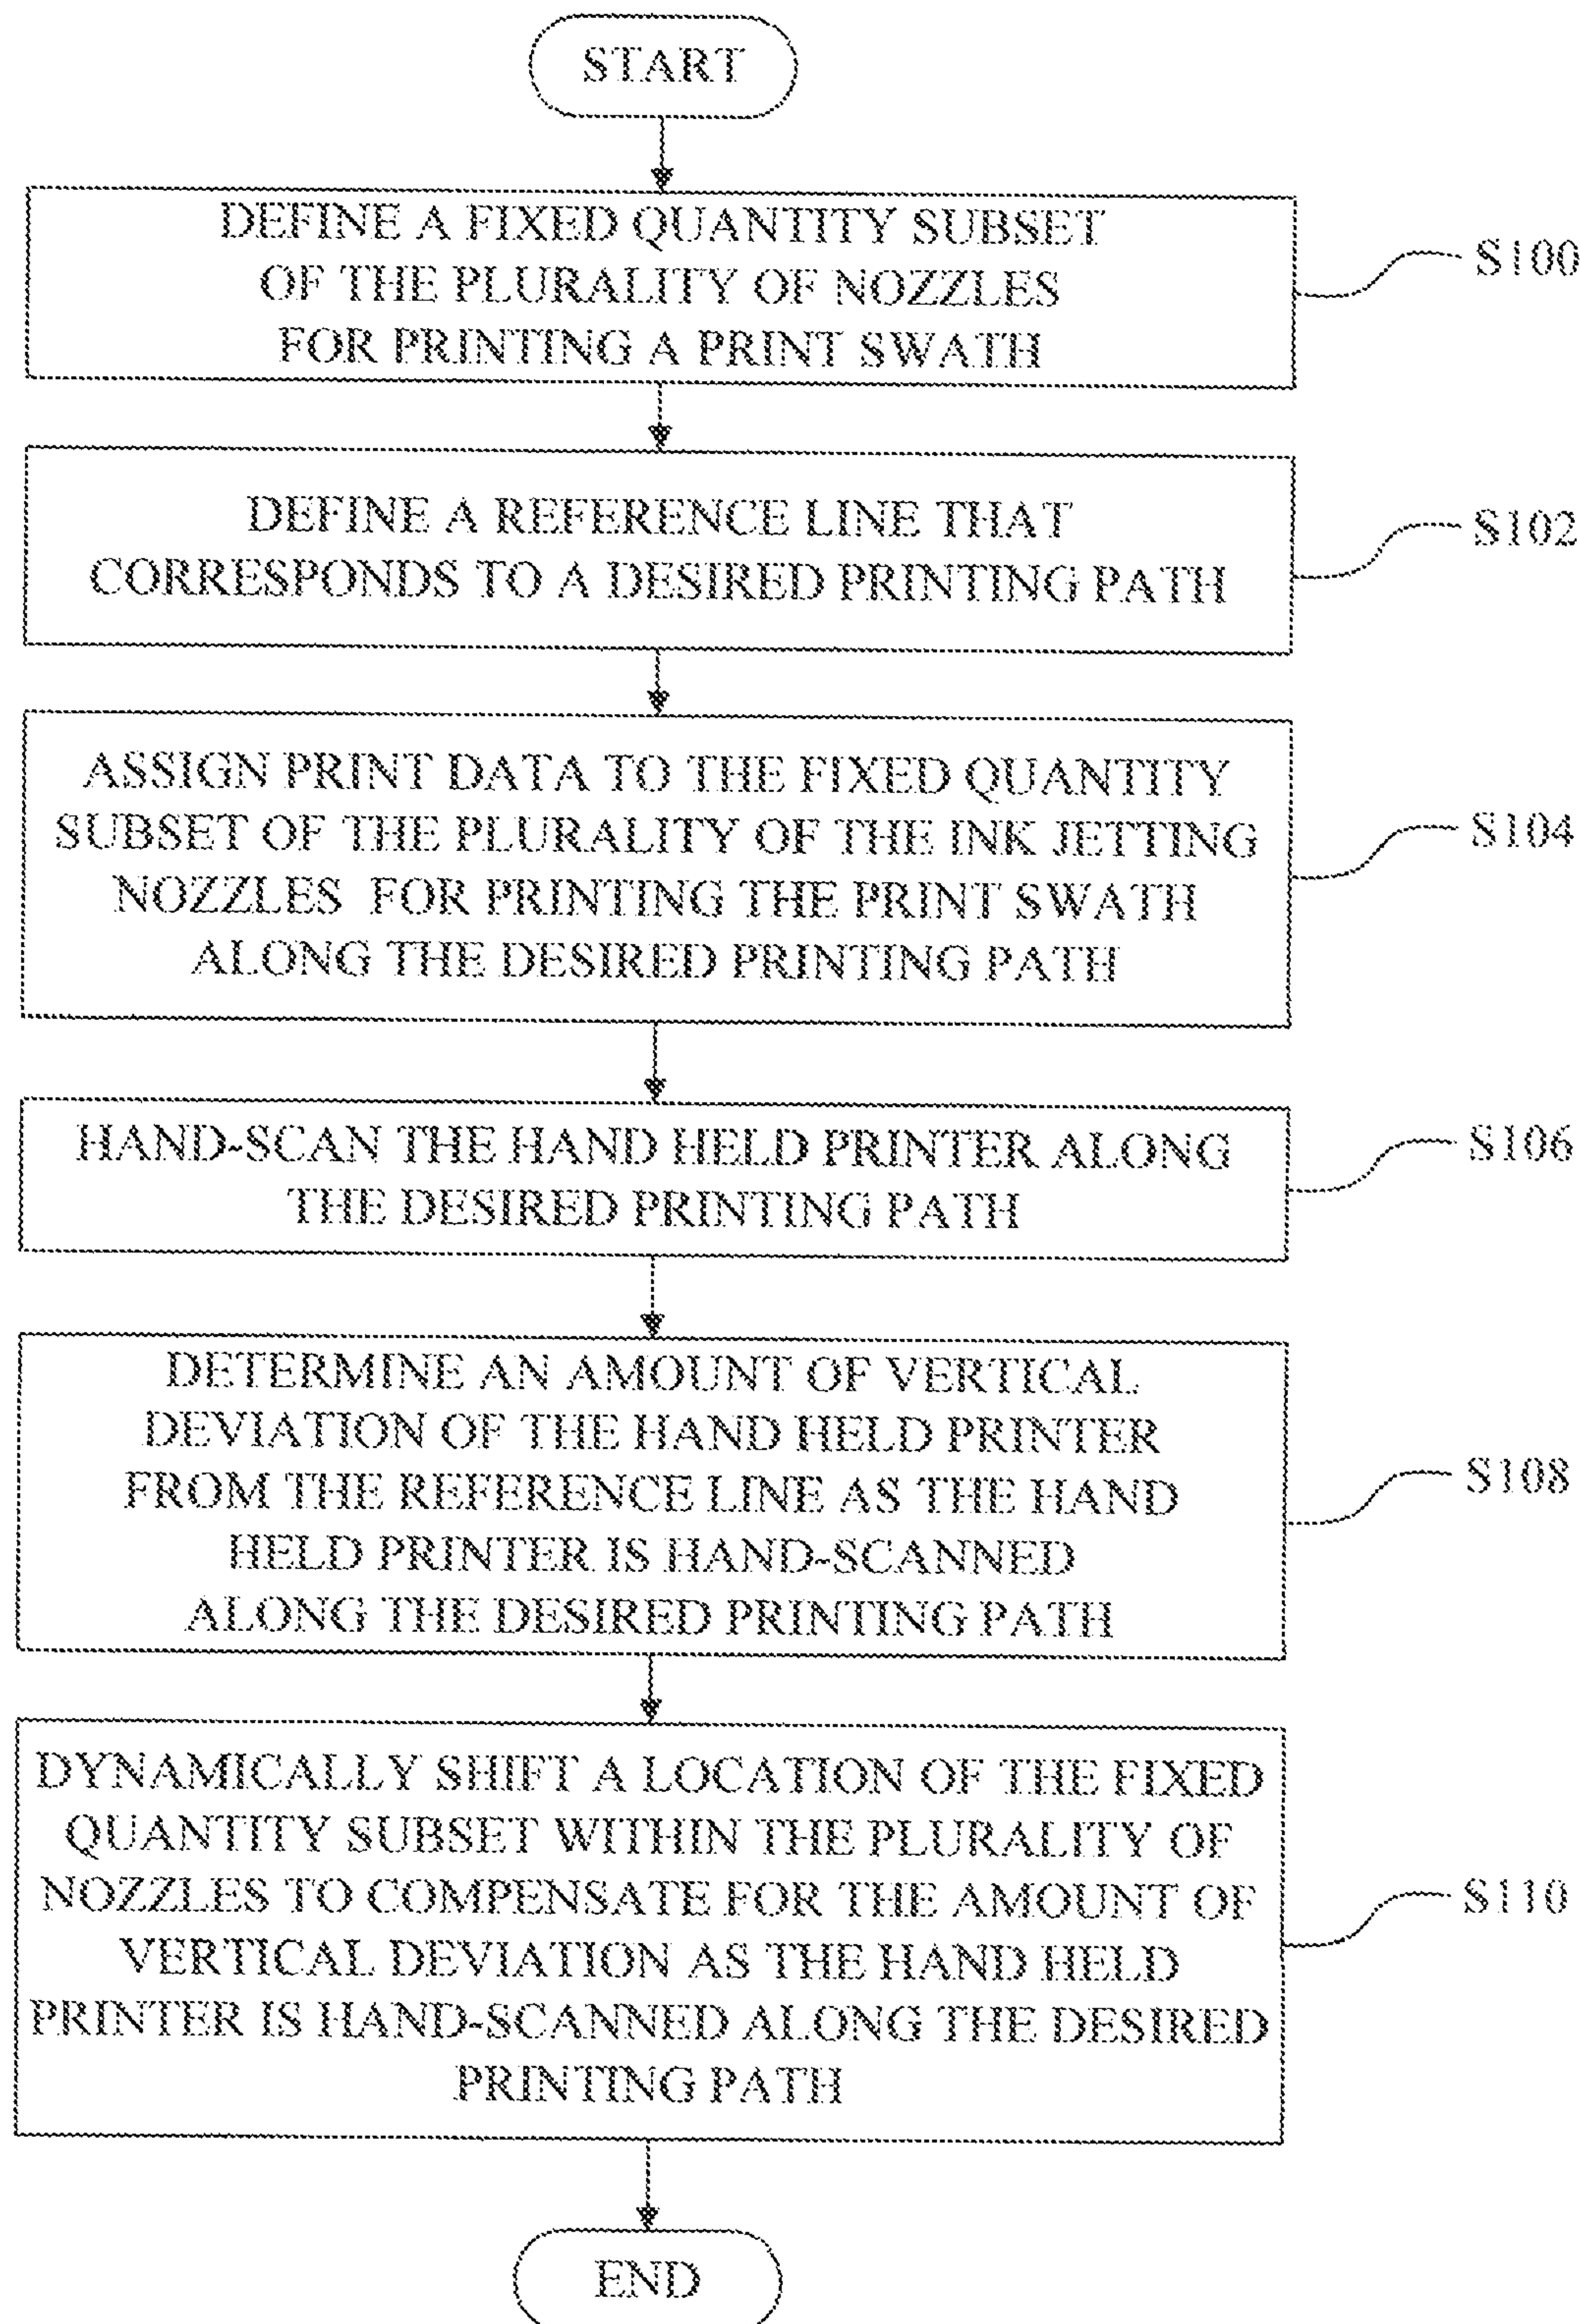 START
DEFINE A FIXED QUANTITY SUBSET
OF THE PLURALITY OF NOZZLES
FOR PRINTING A PRINT SWATH
S100
DEFINE A REFERENCE LINE THAT
CORRESPONDS TO A DESIRED PRINTING PATH
S102
ASSIGN PRINT DATA TO THE FIXED QUANTITY
SUBSET OF THE PLURALITY OF THE INK JETTING
NOZZLES FOR PRINTING THE PRINT SWATH
ALONG THE DESIRED PRINTING PATH
S104
HAND-SCAN THE HAND HELD PRINTER ALONG
THE DESIRED PRINTING PATH
S106
DETERMINE AN AMOUNT OF VERTICAL
DEVIATION OF THE HAND HELD PRINTER
FROM THE REFERENCE LINE AS THE HAND
HELD PRINTER IS HAND-SCANNED
ALONG THE DESIRED PRINTING PATH
S108
DYNAMICALLY SHIFT A LOCATION OF THE FIXED
QUANTITY SUBSET WITHIN THE PLURALITY OF
NOZZLES TO COMPENSATE FOR THE AMOUNT OF
VERTICAL DEVIATION AS THE HAND HELD
PRINTER IS HAND-SCANNED ALONG THE DESIRED
PRINTING PATH
S110
END